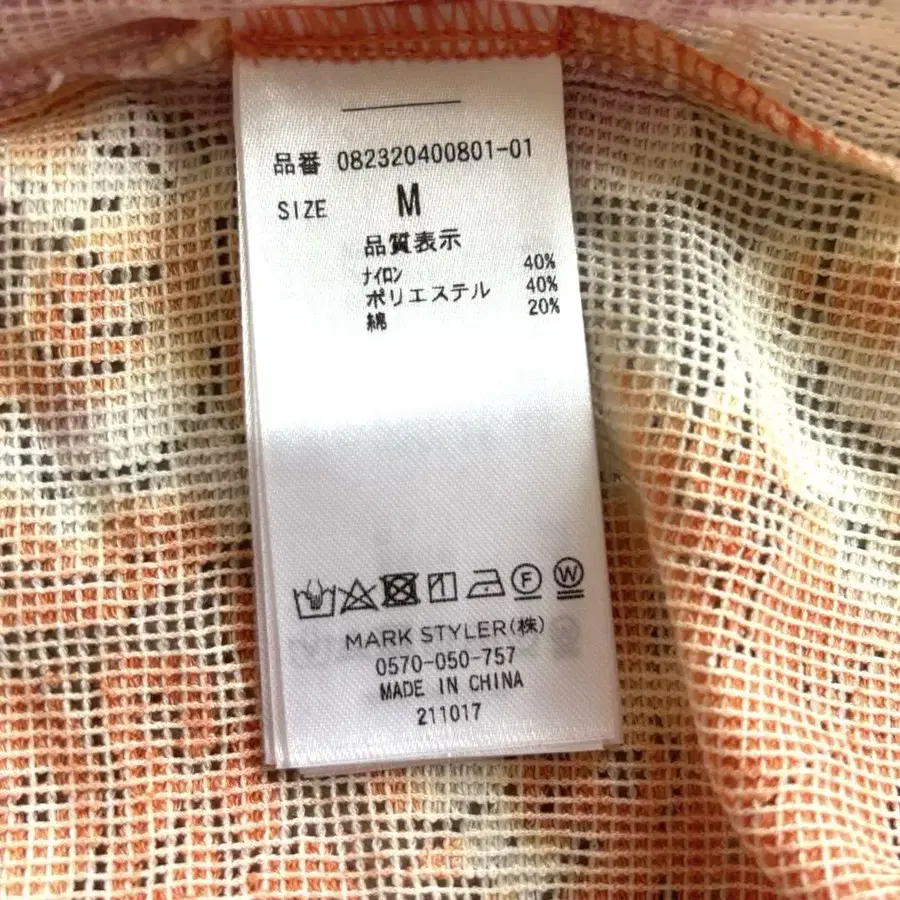 品番 082320400801-01
SIZE M
品質表示
ナイロン 40%
ポリエステル 40%
綿 20%
F W
MARK STYLER(株)
0570-050-757
MADE IN CHINA
211017